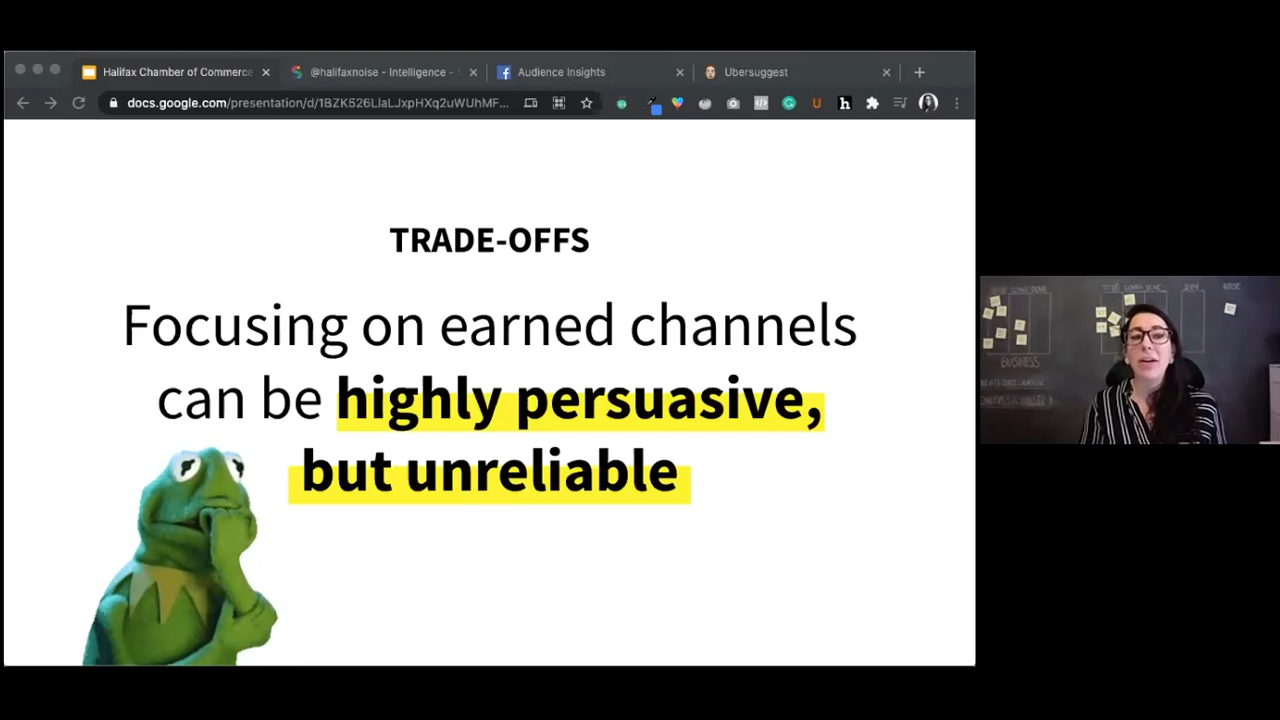 Halifax Chamber of Commerce
@halifaxnoise - Intelligence -
Audience Insights
Ubersuggest
docs.google.com/presentation/d/1BZK526LlaLJxpHXq2uWUhMF...
TRADE-OFFS
Focusing on earned channels
can be highly persuasive,
but unreliable
BUSINESS